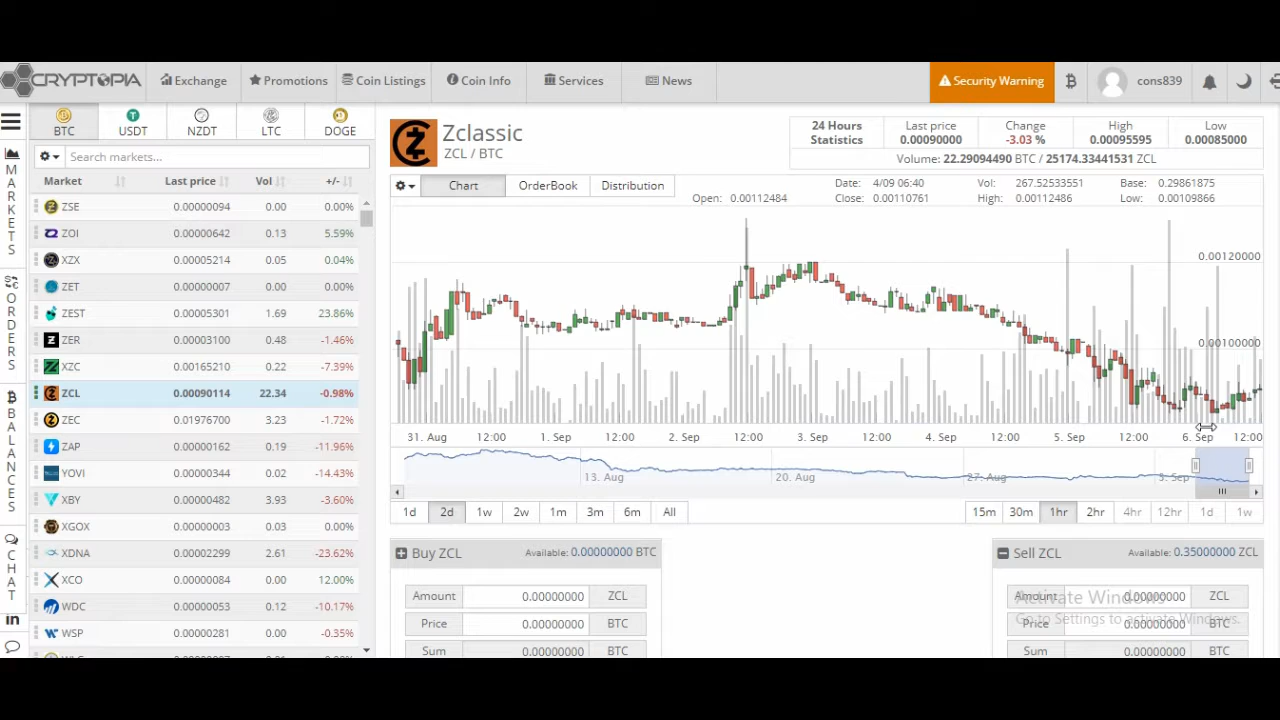 CRYPTOPIA
Exchange
Promotions
Coin Listings
Coin Info
Services
News
Security Warning
cons839
MARKETS
ORDERS
BALANCES
CHAT
BTC
USDT
NZDT
LTC
DOGE
Search markets...
Market Last price Vol +/-
ZSE 0.00000094 0.00 0.00%
ZOI 0.00000642 0.13 5.59%
XZX 0.00005214 0.05 0.04%
ZET 0.00000007 0.00 0.00%
ZEST 0.0005301 1.69 23.86%
ZER 0.00003100 0.48 -1.46%
XZC 0.00165210 0.22 -7.39%
ZCL 0.00090114 22.34 -0.98%
ZEC 0.01976700 3.23 -1.72%
ZAP 0.00000162 0.19 -11.96%
YOVI 0.00000344 0.02 -14.43%
XBY 0.00000482 3.93 -3.60%
XGOX 0.00000003 0.03 0.00%
XDNA 0.00002299 2.61 -23.62%
XCO 0.00000084 0.00 12.00%
WDC 0.00000053 0.12 -10.17%
WSP 0.00000281 0.00 -0.35%
Zclassic
ZCL / BTC
24 Hours Statistics
Last price 0.00090000
Change -3.03 %
High 0.00095595
Low 0.00085000
Volume: 22.29094490 BTC / 25174.33441531 ZCL
Chart
OrderBook
Distribution
Date: 4/09 06:40 Vol: 267.52533551 Base: 0.29861875
Open: 0.00112484 Close: 0.00110761 High: 0.00112486 Low: 0.00109866
0.00120000
0.00100000
31. Aug 12:00 1. Sep 12:00 2. Sep 12:00 3. Sep 12:00 4. Sep 12:00 5. Sep 12:00 6. Sep 12:00
13. Aug 20. Aug 27. Aug 3. Sep
1d 2d 1w 2w 1m 3m 6m All
15m 30m 1hr 2hr 4hr 12hr 1d 1w
Buy ZCL Available: 0.00000000 BTC
Amount 0.00000000 ZCL
Price 0.00000000 BTC
Sum 0.00000000 BTC
Sell ZCL Available: 0.35000000 ZCL
Amount 0.00000000 ZCL
Price 0.00000000 BTC
Sum 0.00000000 BTC
Activate Windows
Go to Settings to activate Windows.